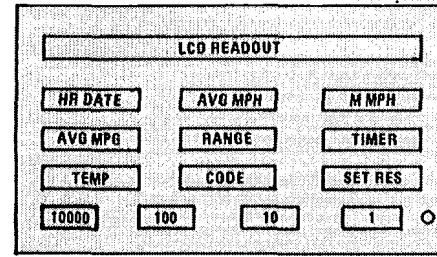 LCD READOUT
HR DATE AVG MPH M MPH
AVG MPG RANGE TIMER
TEMP CODE SET RES
10000 100 10 1